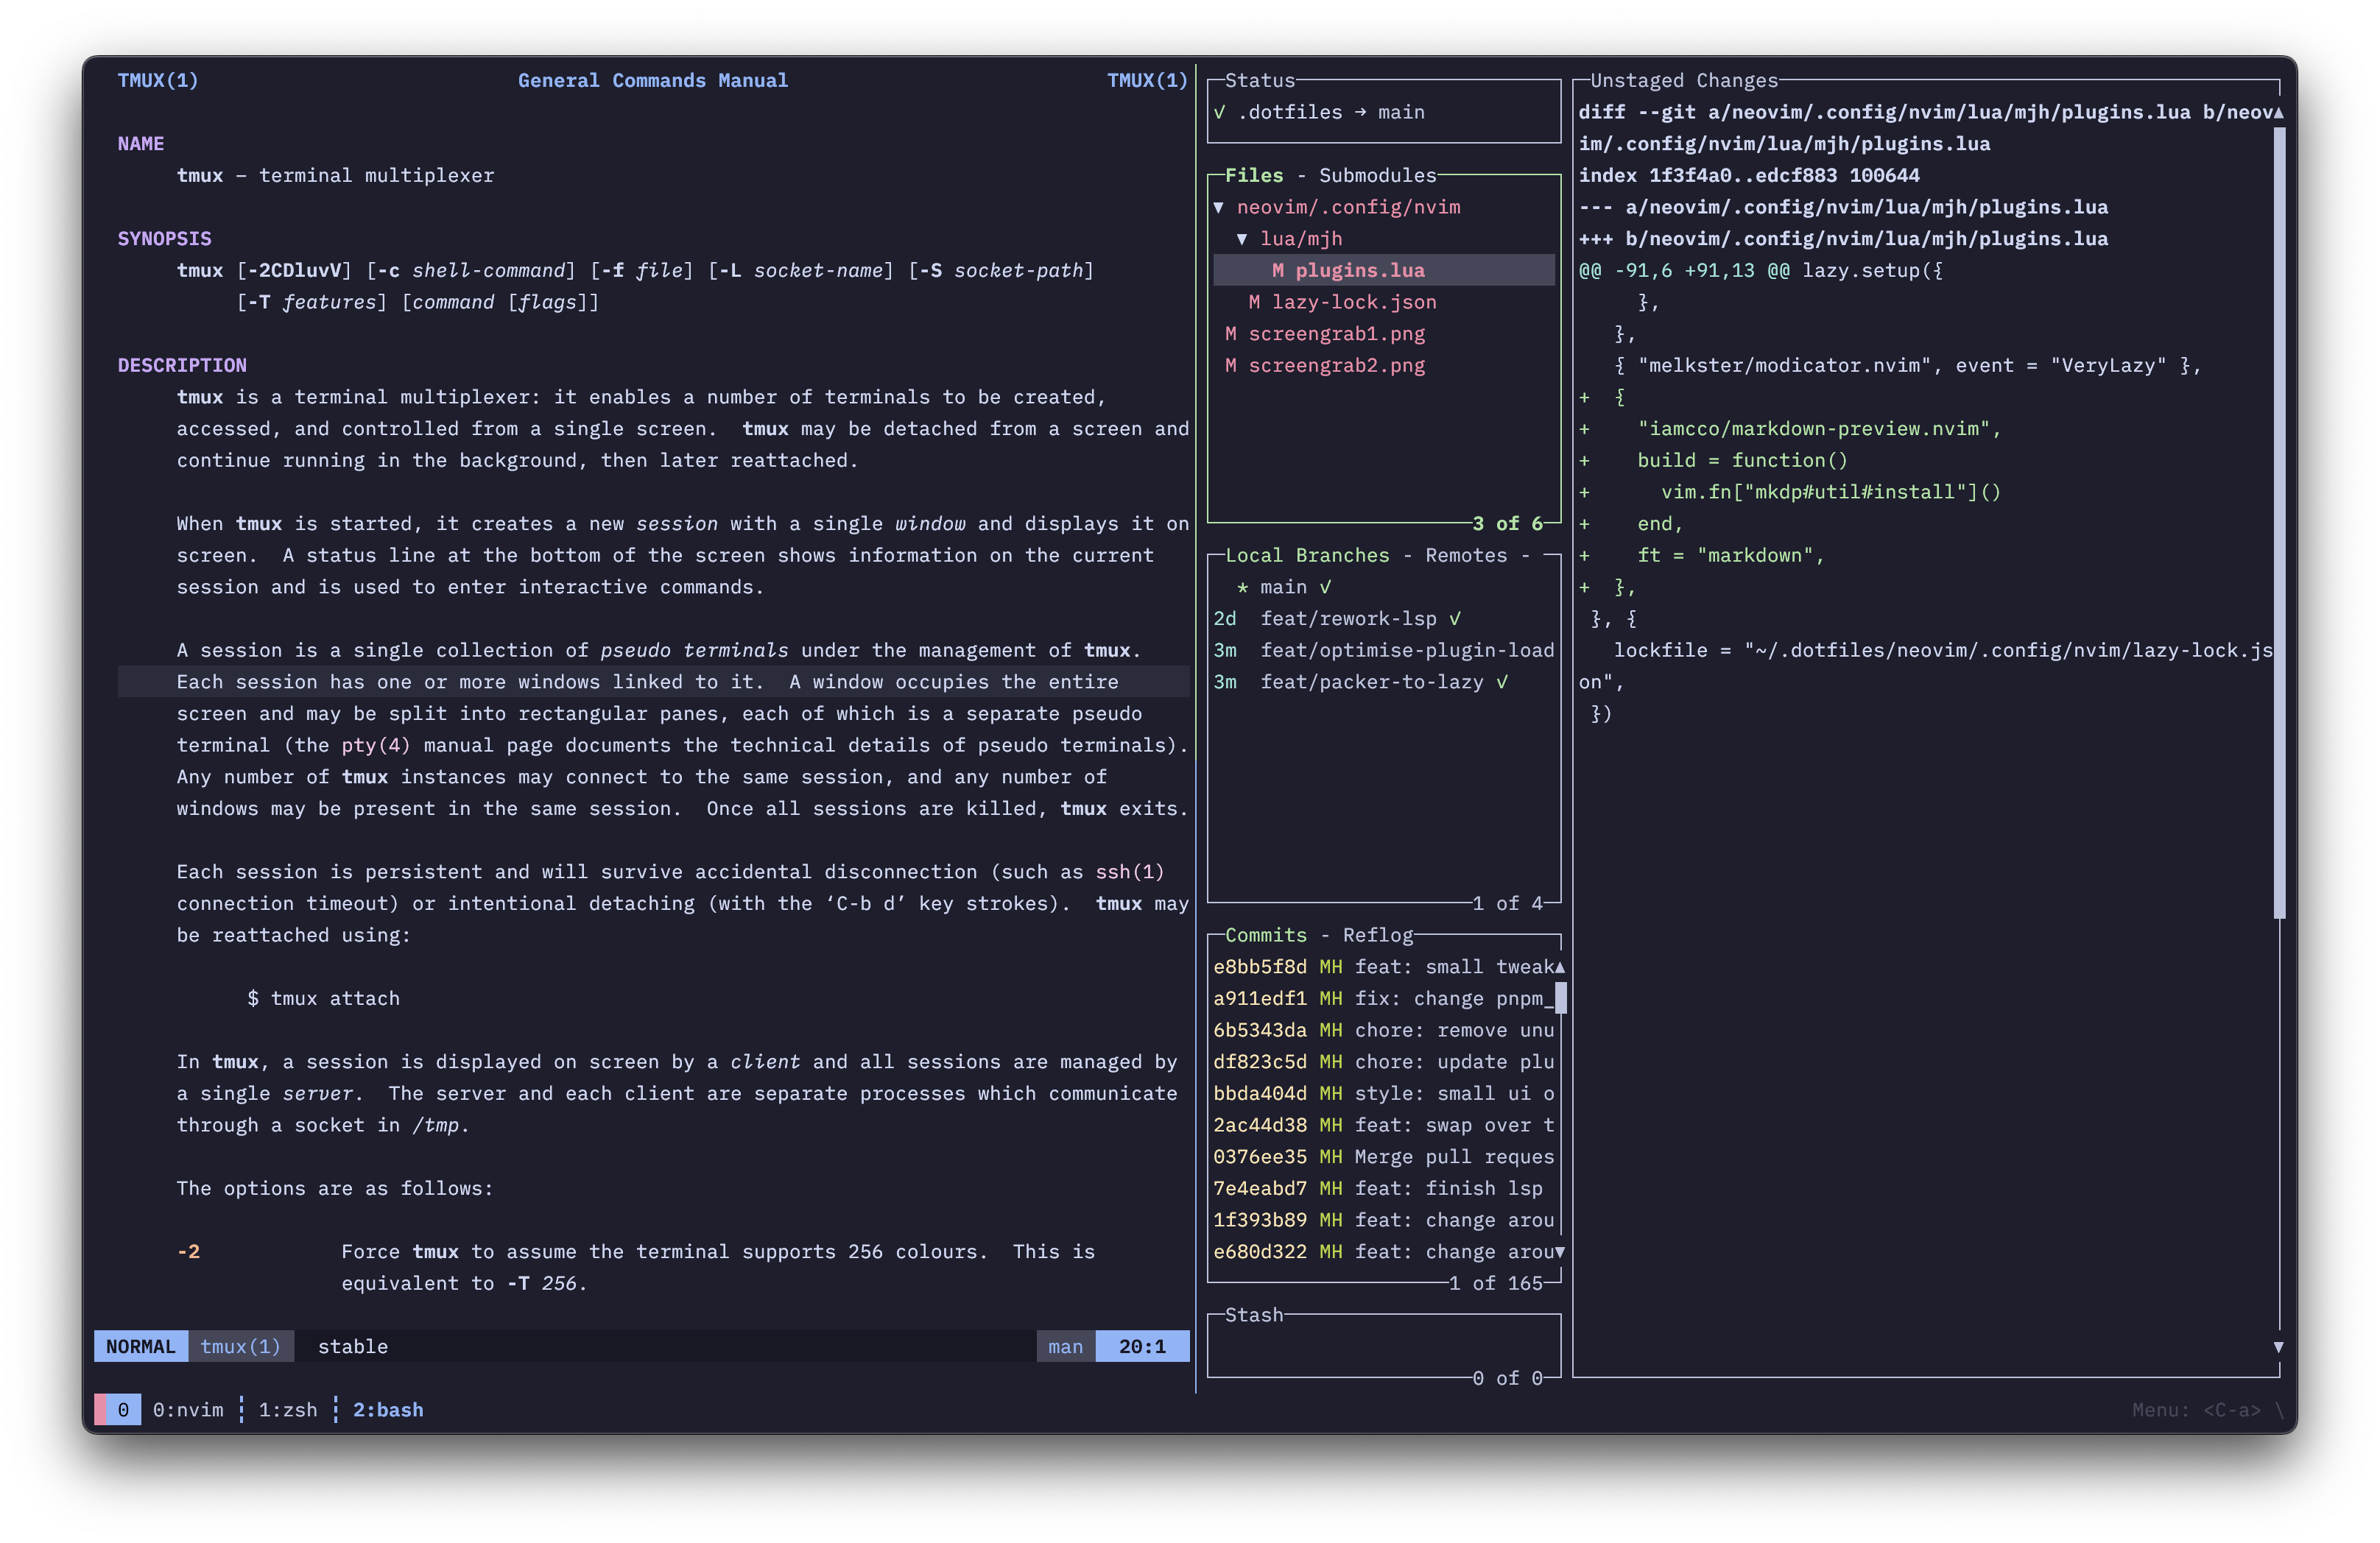 TMUX(1) General Commands Manual TMUX(1)
NAME
tmux – terminal multiplexer
SYNOPSIS
tmux [-2CDluvV] [-c shell-command] [-f file] [-L socket-name] [-S socket-path]
[-T features] [command [flags]]
DESCRIPTION
tmux is a terminal multiplexer: it enables a number of terminals to be created,
accessed, and controlled from a single screen.  tmux may be detached from a screen and
continue running in the background, then later reattached.
When tmux is started, it creates a new session with a single window and displays it on
screen.  A status line at the bottom of the screen shows information on the current
session and is used to enter interactive commands.
A session is a single collection of pseudo terminals under the management of tmux.
Each session has one or more windows linked to it.  A window occupies the entire
screen and may be split into rectangular panes, each of which is a separate pseudo
terminal (the pty(4) manual page documents the technical details of pseudo terminals).
Any number of tmux instances may connect to the same session, and any number of
windows may be present in the same session.  Once all sessions are killed, tmux exits.
Each session is persistent and will survive accidental disconnection (such as ssh(1)
connection timeout) or intentional detaching (with the ‘C-b d’ key strokes).  tmux may
be reattached using:
$ tmux attach
In tmux, a session is displayed on screen by a client and all sessions are managed by
a single server.  The server and each client are separate processes which communicate
through a socket in /tmp.
The options are as follows:
-2 Force tmux to assume the terminal supports 256 colours.  This is
equivalent to -T 256.
NORMAL tmux(1) stable man 20:1
Status
✓ .dotfiles → main
Files - Submodules
▼ neovim/.config/nvim
▼ lua/mjh
M plugins.lua
M lazy-lock.json
M screengrab1.png
M screengrab2.png
3 of 6
Local Branches - Remotes -
* main ✓
2d feat/rework-lsp ✓
3m feat/optimise-plugin-load
3m feat/packer-to-lazy ✓
1 of 4
Commits - Reflog
e8bb5f8d MH feat: small tweak
a911edf1 MH fix: change pnpm_
6b5343da MH chore: remove unu
df823c5d MH chore: update plu
bbda404d MH style: small ui o
2ac44d38 MH feat: swap over t
0376ee35 MH Merge pull reques
7e4eabd7 MH feat: finish lsp
1f393b89 MH feat: change arou
e680d322 MH feat: change arou
1 of 165
Stash
0 of 0
Unstaged Changes
diff --git a/neovim/.config/nvim/lua/mjh/plugins.lua b/neov
im/.config/nvim/lua/mjh/plugins.lua
index 1f3f4a0..edcf883 100644
--- a/neovim/.config/nvim/lua/mjh/plugins.lua
+++ b/neovim/.config/nvim/lua/mjh/plugins.lua
@@ -91,6 +91,13 @@ lazy.setup({
},
},
{ "melkster/modicator.nvim", event = "VeryLazy" },
+ {
+ "iamcco/markdown-preview.nvim",
+ build = function()
+ vim.fn["mkdp#util#install"]()
+ end,
+ ft = "markdown",
+ },
}, {
lockfile = "~/.dotfiles/neovim/.config/nvim/lazy-lock.js
on",
})
0 0:nvim ¦ 1:zsh ¦ 2:bash Menu: <C-a> \